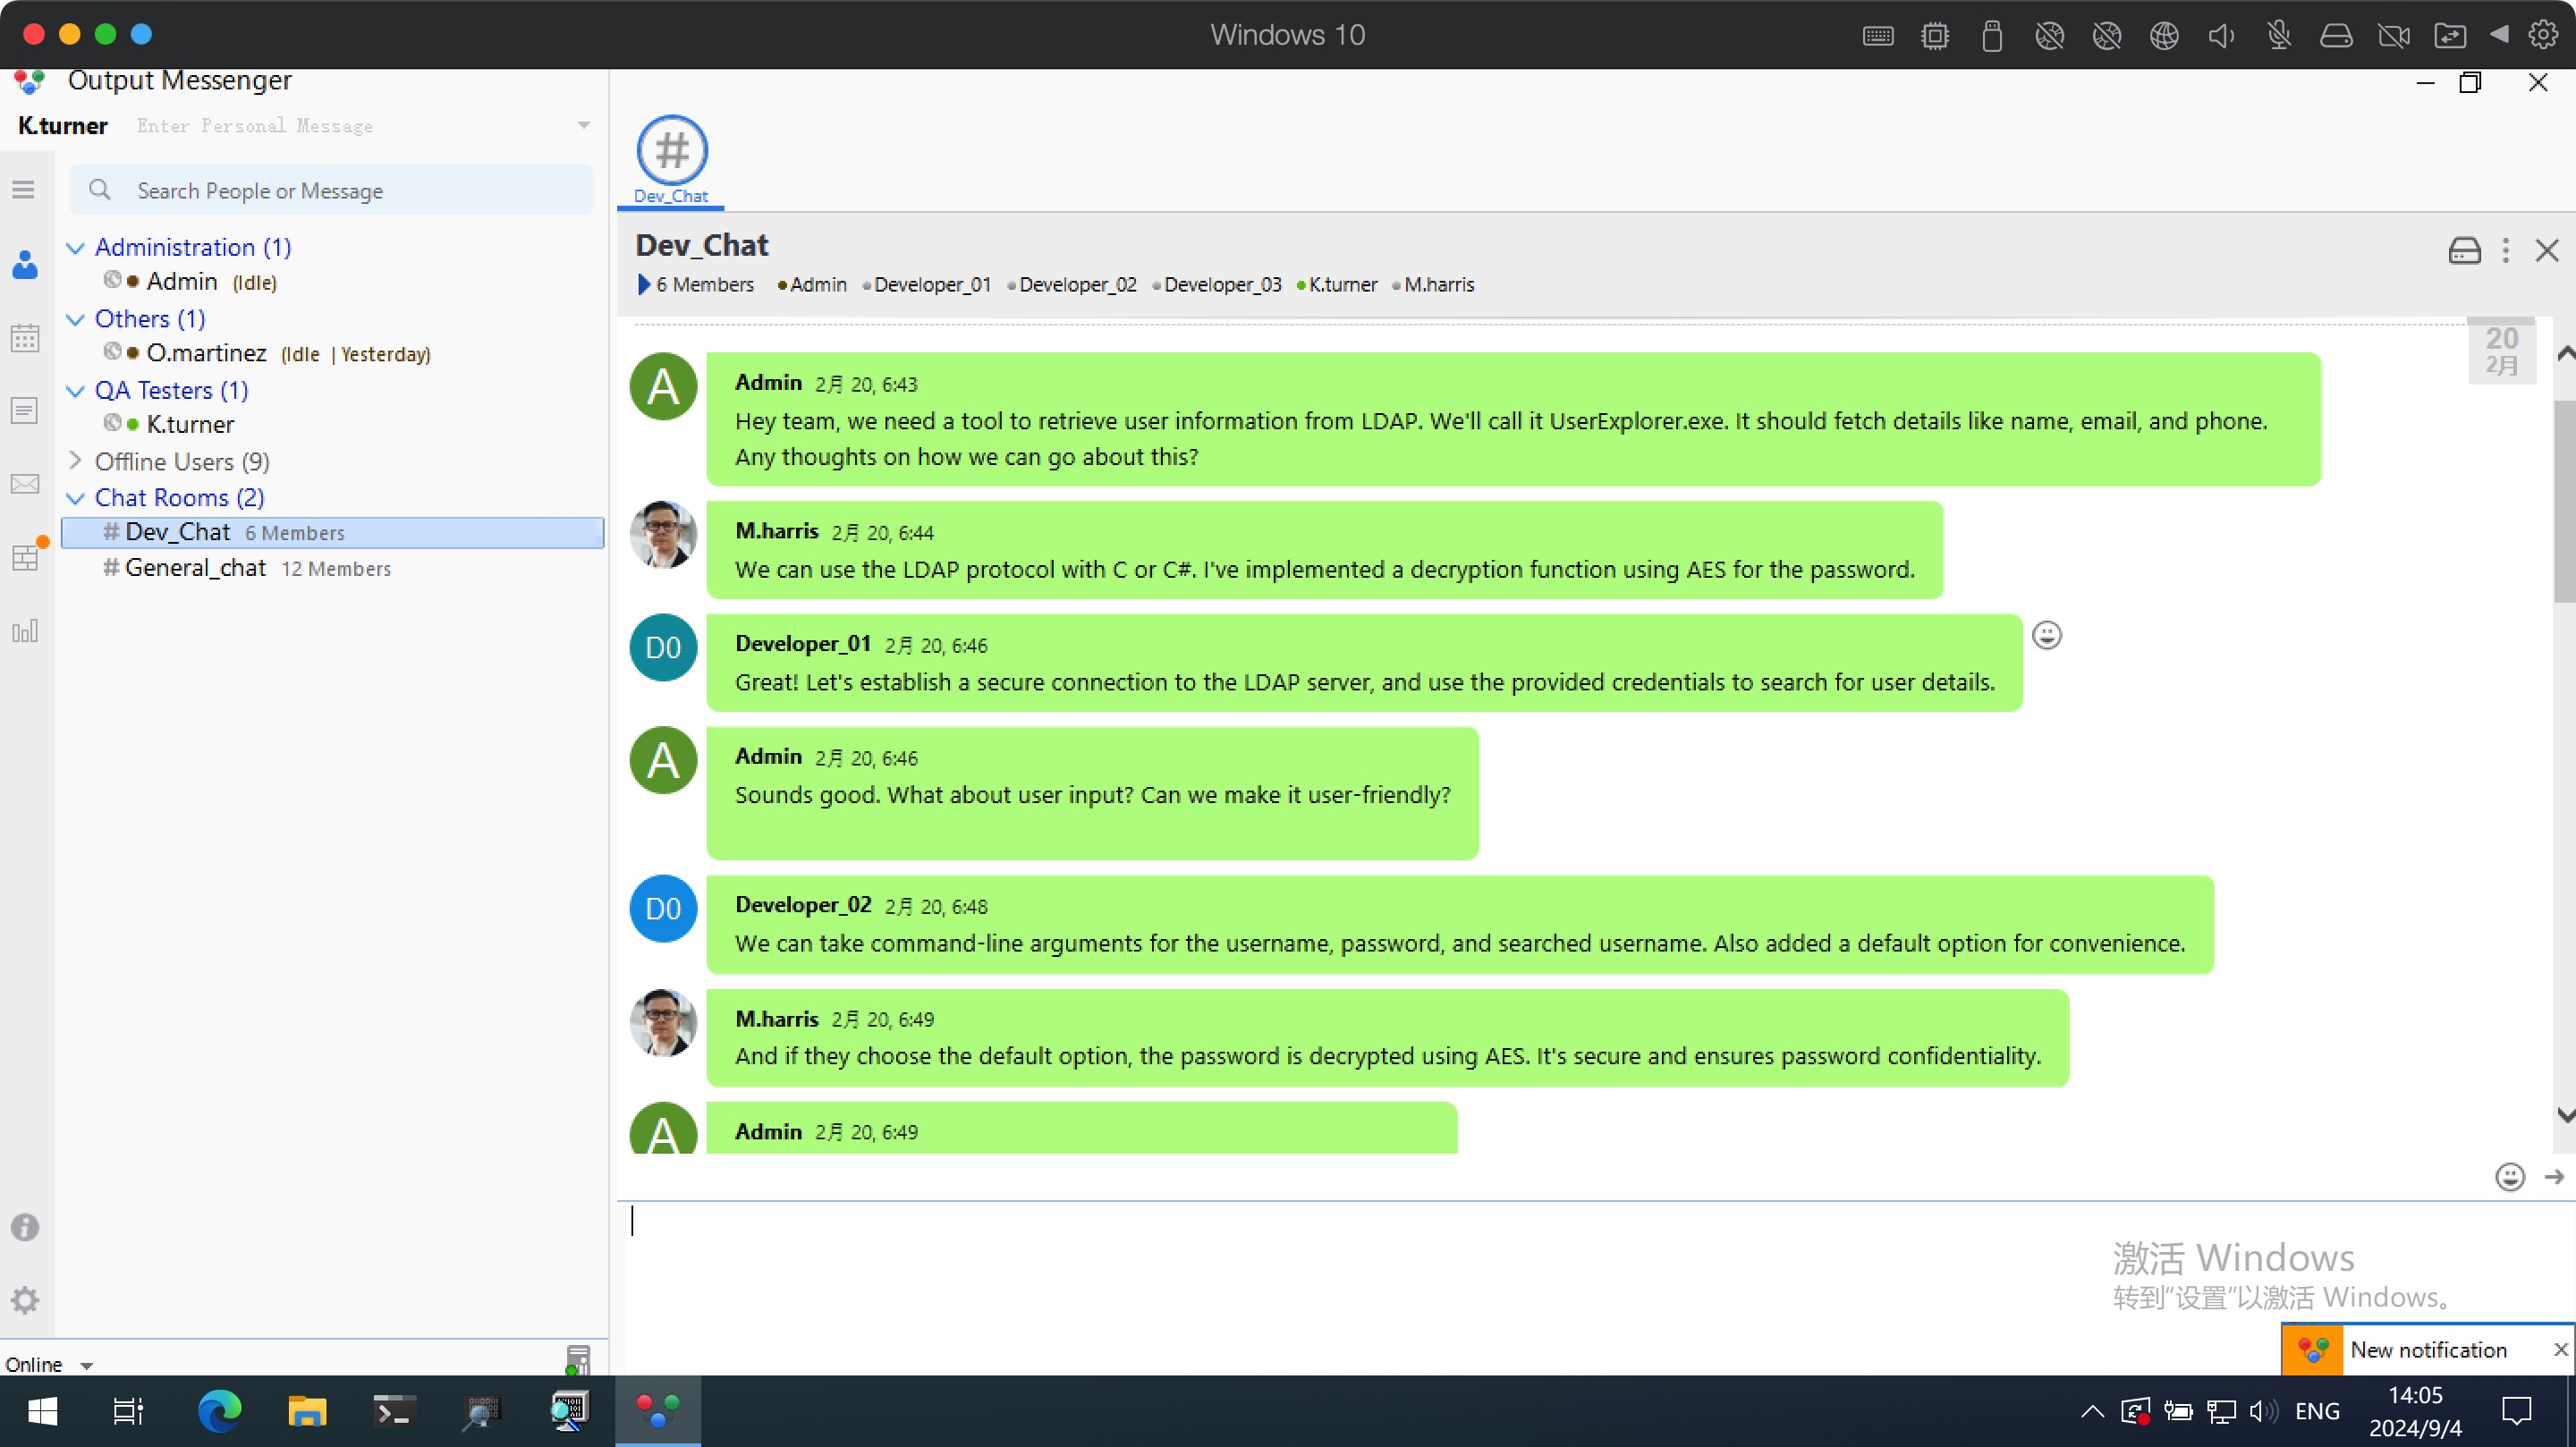 Windows 10
Output Messenger
K.turner Enter Personal Message
Search People or Message
Administration (1)
Admin (Idle)
Others (1)
O.martinez (Idle | Yesterday)
QA Testers (1)
K.turner
Offline Users (9)
Chat Rooms (2)
# Dev_Chat 6 Members
# General_chat 12 Members
Online
#
Dev_Chat
Dev_Chat
6 Members Admin Developer_01 Developer_02 Developer_03 K.turner M.harris
20
2月
A
Admin 2月 20, 6:43
Hey team, we need a tool to retrieve user information from LDAP. We'll call it UserExplorer.exe. It should fetch details like name, email, and phone.
Any thoughts on how we can go about this?
M.harris 2月 20, 6:44
We can use the LDAP protocol with C or C#. I've implemented a decryption function using AES for the password.
D0
Developer_01 2月 20, 6:46
Great! Let's establish a secure connection to the LDAP server, and use the provided credentials to search for user details.
A
Admin 2月 20, 6:46
Sounds good. What about user input? Can we make it user-friendly?
D0
Developer_02 2月 20, 6:48
We can take command-line arguments for the username, password, and searched username. Also added a default option for convenience.
M.harris 2月 20, 6:49
And if they choose the default option, the password is decrypted using AES. It's secure and ensures password confidentiality.
A
Admin 2月 20, 6:49
激活 Windows
转到"设置"以激活 Windows。
New notification
ENG
14:05
2024/9/4